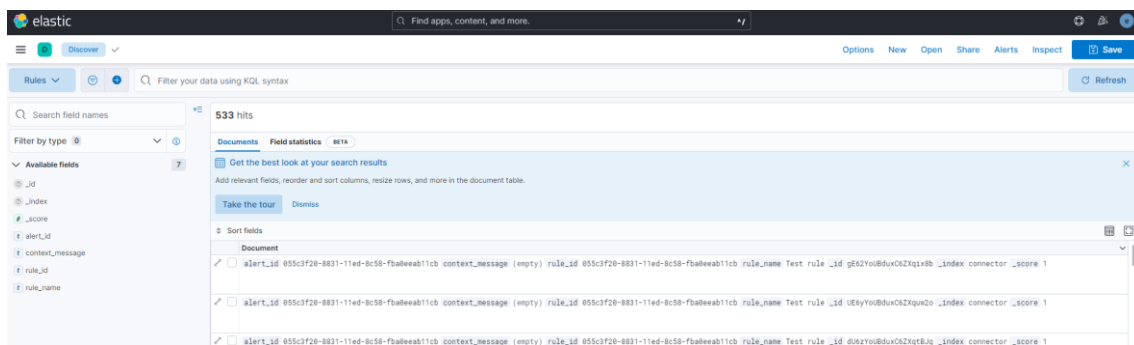 elastic
Find apps, content, and more.
^/
D
Discover
Options New Open Share Alerts Inspect Save
Rules
Filter your data using KQL syntax
Refresh
Search field names
533 hits
Filter by type 0
Documents Field statistics BETA
Available fields 7
Get the best look at your search results
Add relevant fields, reorder and sort columns, resize rows, and more in the document table.
Take the tour Dismiss
_id
_index
_score
alert_id
context_message
rule_id
rule_name
Sort fields
Document
alert_id 055c3f20-8831-11ed-8c58-fba0eeab11cb context_message (empty) rule_id 055c3f20-8831-11ed-8c58-fba0eeab11cb rule_name Test rule _id gE62YoUBduxC6ZXqix8b _index connector _score 1
alert_id 055c3f20-8831-11ed-8c58-fba0eeab11cb context_message (empty) rule_id 055c3f20-8831-11ed-8c58-fba0eeab11cb rule_name Test rule _id UE6yYoUBduxC6ZXquw2o _index connector _score 1
alert_id 055c3f20-8831-11ed-8c58-fba0eeab11cb context_message (empty) rule_id 055c3f20-8831-11ed-8c58-fba0eeab11cb rule_name Test rule _id dU6zYoUBduxC6ZXqtBJq _index connector _score 1